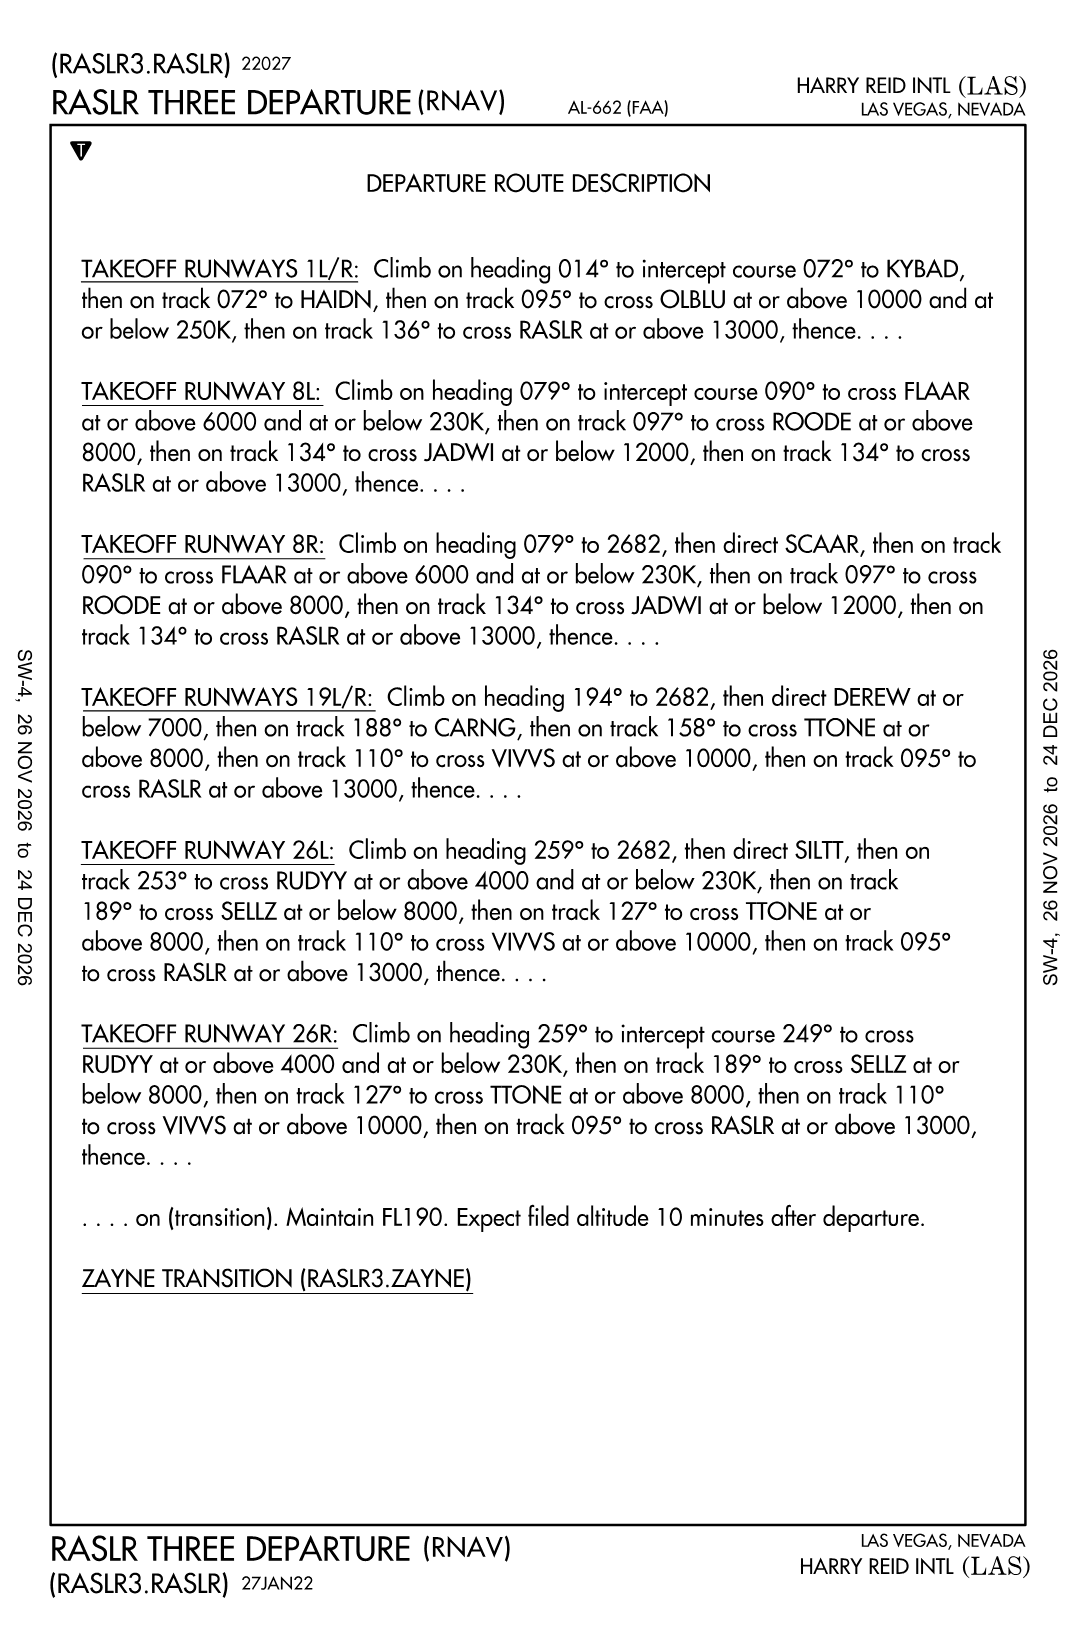 (RASLR3.RASLR) 22027
RASLR THREE DEPARTURE (RNAV)
AL-662 (FAA)
HARRY REID INTL (LAS)
LAS VEGAS, NEVADA
T
DEPARTURE ROUTE DESCRIPTION
TAKEOFF RUNWAYS 1L/R: Climb on heading 014° to intercept course 072° to KYBAD,
then on track 072° to HAIDN, then on track 095° to cross OLBLU at or above 10000 and at
or below 250K, then on track 136° to cross RASLR at or above 13000, thence. . . .
TAKEOFF RUNWAY 8L: Climb on heading 079° to intercept course 090° to cross FLAAR
at or above 6000 and at or below 230K, then on track 097° to cross ROODE at or above
8000, then on track 134° to cross JADWI at or below 12000, then on track 134° to cross
RASLR at or above 13000, thence. . . .
TAKEOFF RUNWAY 8R: Climb on heading 079° to 2682, then direct SCAAR, then on track
090° to cross FLAAR at or above 6000 and at or below 230K, then on track 097° to cross
ROODE at or above 8000, then on track 134° to cross JADWI at or below 12000, then on
track 134° to cross RASLR at or above 13000, thence. . . .
TAKEOFF RUNWAYS 19L/R: Climb on heading 194° to 2682, then direct DEREW at or
below 7000, then on track 188° to CARNG, then on track 158° to cross TTONE at or
above 8000, then on track 110° to cross VIVVS at or above 10000, then on track 095° to
cross RASLR at or above 13000, thence. . . .
TAKEOFF RUNWAY 26L: Climb on heading 259° to 2682, then direct SILTT, then on
track 253° to cross RUDYY at or above 4000 and at or below 230K, then on track
189° to cross SELLZ at or below 8000, then on track 127° to cross TTONE at or
above 8000, then on track 110° to cross VIVVS at or above 10000, then on track 095°
to cross RASLR at or above 13000, thence. . . .
TAKEOFF RUNWAY 26R: Climb on heading 259° to intercept course 249° to cross
RUDYY at or above 4000 and at or below 230K, then on track 189° to cross SELLZ at or
below 8000, then on track 127° to cross TTONE at or above 8000, then on track 110°
to cross VIVVS at or above 10000, then on track 095° to cross RASLR at or above 13000,
thence. . . .
. . . . on (transition). Maintain FL190. Expect filed altitude 10 minutes after departure.
ZAYNE TRANSITION (RASLR3.ZAYNE)
SW-4, 26 NOV 2026 to 24 DEC 2026
SW-4, 26 NOV 2026 to 24 DEC 2026
RASLR THREE DEPARTURE (RNAV)
(RASLR3.RASLR) 27JAN22
LAS VEGAS, NEVADA
HARRY REID INTL (LAS)